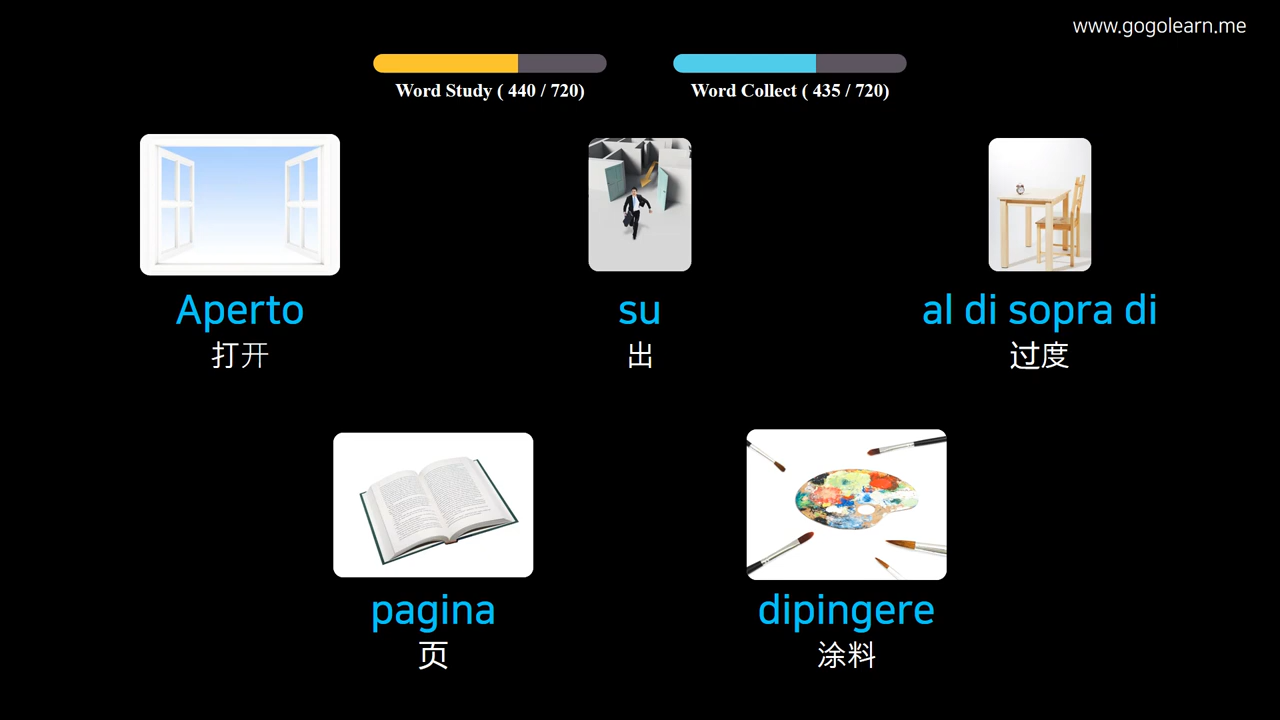 www.gogolearn.me
Word Study ( 440 / 720)
Word Collect ( 435 / 720)
Aperto
打开
su
出
al di sopra di
过度
pagina
页
dipingere
涂料